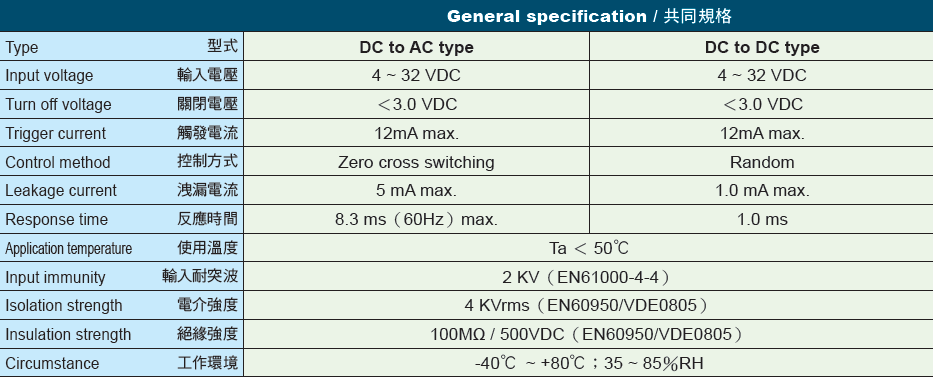 General specification / 共同規格
Type 型式 DC to AC type DC to DC type
Input voltage 輸入電壓 4 ~ 32 VDC 4 ~ 32 VDC
Turn off voltage 關閉電壓 ＜3.0 VDC ＜3.0 VDC
Trigger current 觸發電流 12mA max. 12mA max.
Control method 控制方式 Zero cross switching Random
Leakage current 洩漏電流 5 mA max. 1.0 mA max.
Response time 反應時間 8.3 ms（60Hz）max. 1.0 ms
Application temperature 使用溫度 Ta ＜ 50℃
Input immunity 輸入耐突波 2 KV（EN61000-4-4）
Isolation strength 電介強度 4 KVrms（EN60950/VDE0805）
Insulation strength 絕緣強度 100MΩ / 500VDC（EN60950/VDE0805）
Circumstance 工作環境 -40℃ ~ +80℃；35 ~ 85%RH